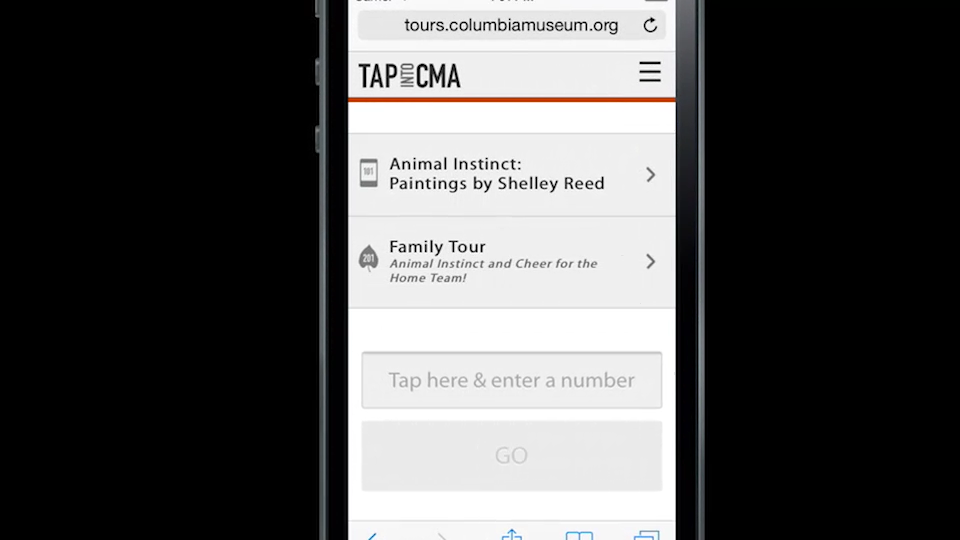 tours.columbiamuseum.org
TAP INTO CMA
101
Animal Instinct:
Paintings by Shelley Reed
201
Family Tour
Animal Instinct and Cheer for the
Home Team!
Tap here & enter a number
GO